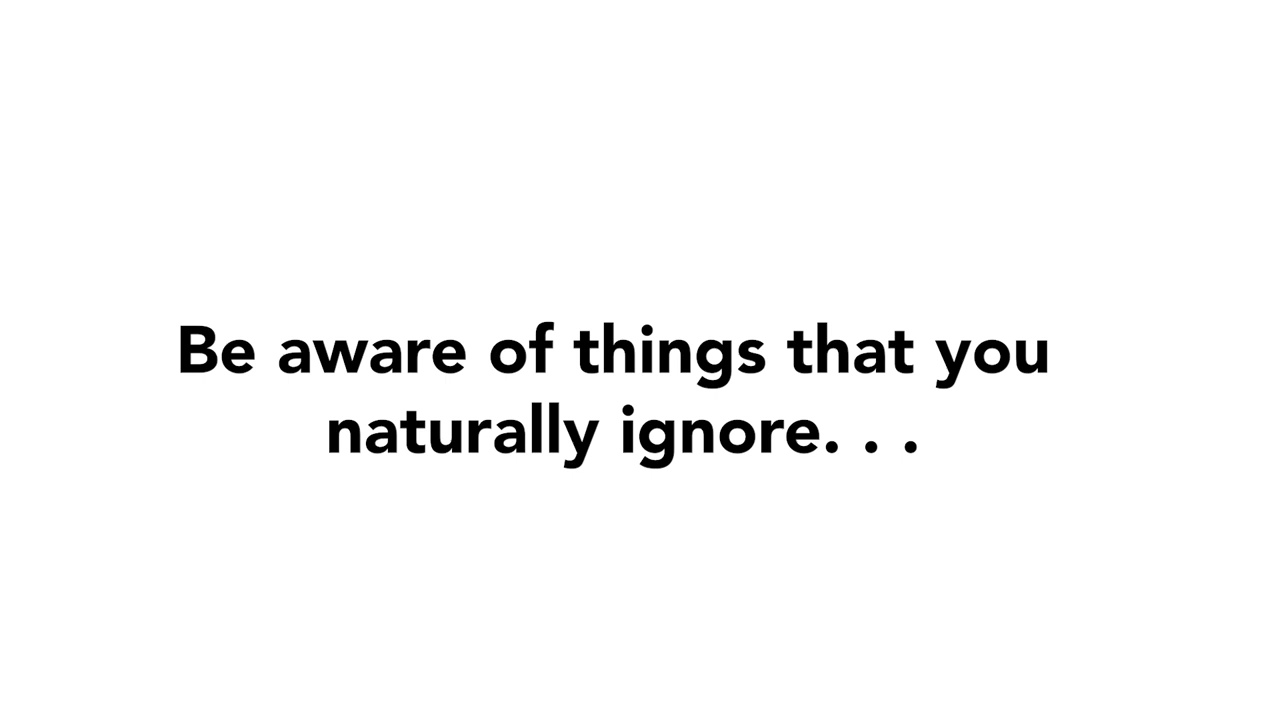 Be aware of things that you
naturally ignore. . .